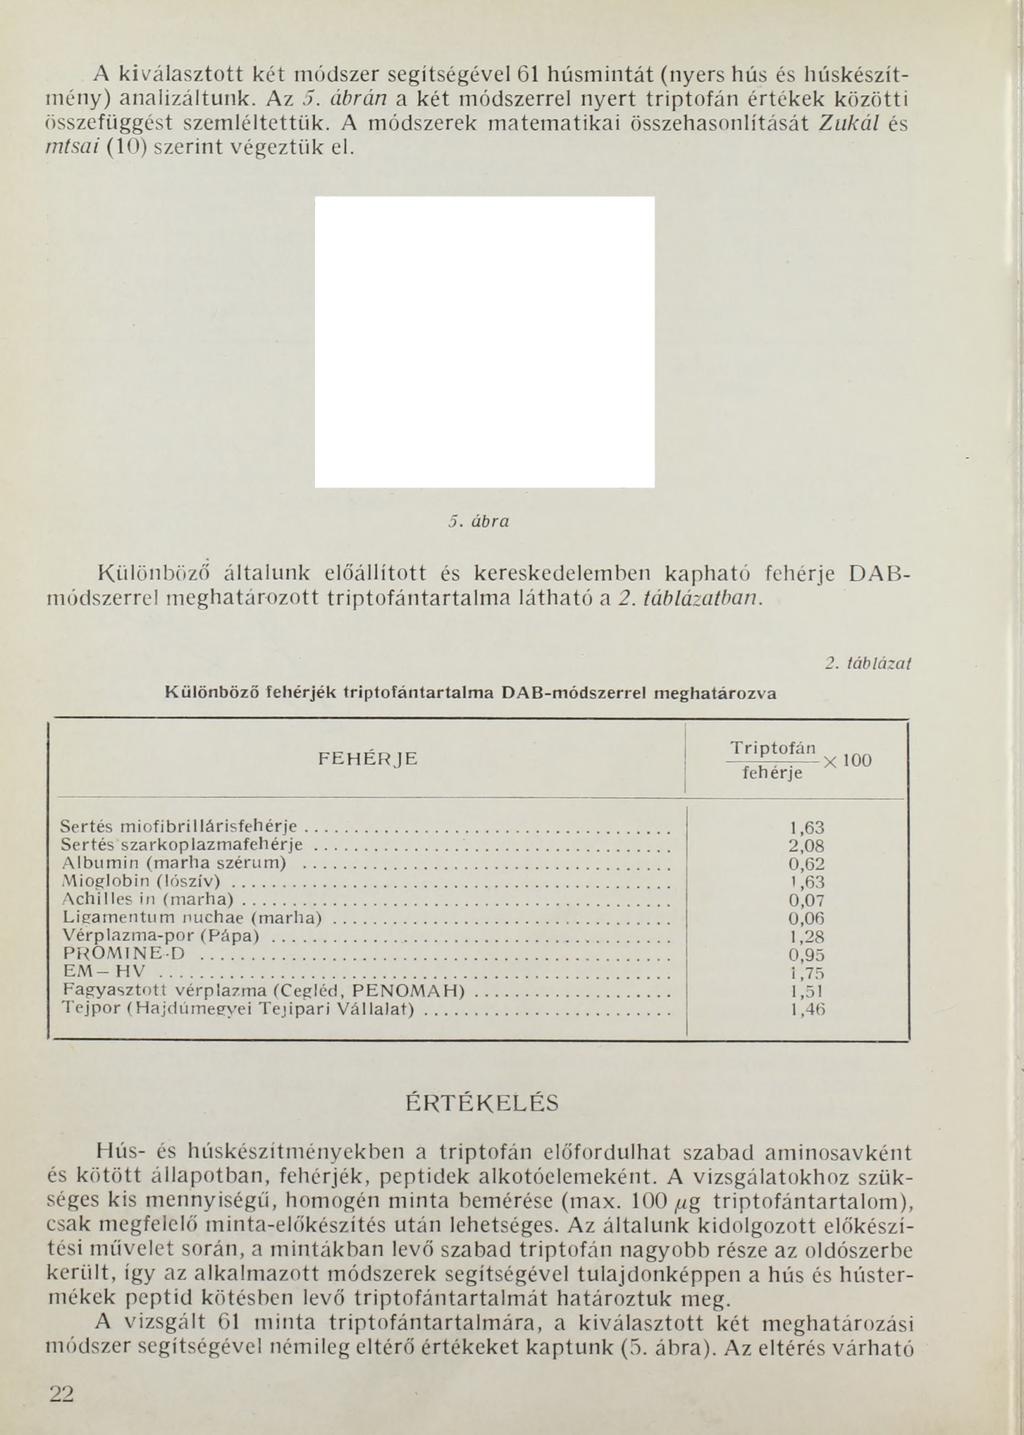 A kiválasztott két módszer segítségével 61 húsmintát (nyers hús és húskészít-
mény) analizáltunk. Az 5. ábrán a két módszerrel nyert triptofán értékek közötti
összefüggést szemléltettük. A módszerek matematikai összehasonlítását Zukál és
mtsai (10) szerint végeztük el.
5. ábra
Különböző általunk előállított és kereskedelemben kapható fehérje DAB-
módszerrel meghatározott triptofántartalma látható a 2. táblázatban.
2. táblázat
Különböző fehérjék triptofántartalma DAB-módszerrel meghatározva
FEHÉRJE
Triptofán
fehérje × 100
Sertés miofibrillárisfehérje 1,63
Sertés szarkoplazmafehérje 2,08
Albumin (marha szérum) 0,62
Mioglobin (lószív) 1,63
Achilles in (marha) 0,07
Ligamentum nuchae (marha) 0,06
Vérplazma-por (Pápa) 1,28
PROMINE-D 0,95
EM–HV 1,75
Fagyasztott vérplazma (Cegléd, PENOMAH) 1,51
Tejpor (Hajdúmegyei Tejipari Vállalat) 1,46
ÉRTÉKELÉS
Hús- és húskészítményekben a triptofán előfordulhat szabad aminosavként
és kötött állapotban, fehérjék, peptidek alkotóelemeként. A vizsgálatokhoz szük-
séges kis mennyiségű, homogén minta bemérése (max. 100 μg triptofántartalom),
csak megfelelő minta-előkészítés után lehetséges. Az általunk kidolgozott előkészí-
tési művelet során, a mintákban levő szabad triptofán nagyobb része az oldószerbe
került, így az alkalmazott módszerek segítségével tulajdonképpen a hús és húster-
mékek peptid kötésben levő triptofántartalmát határoztuk meg.
A vizsgált 61 minta triptofántartalmára, a kiválasztott két meghatározási
módszer segítségével némileg eltérő értékeket kaptunk (5. ábra). Az eltérés várható
22